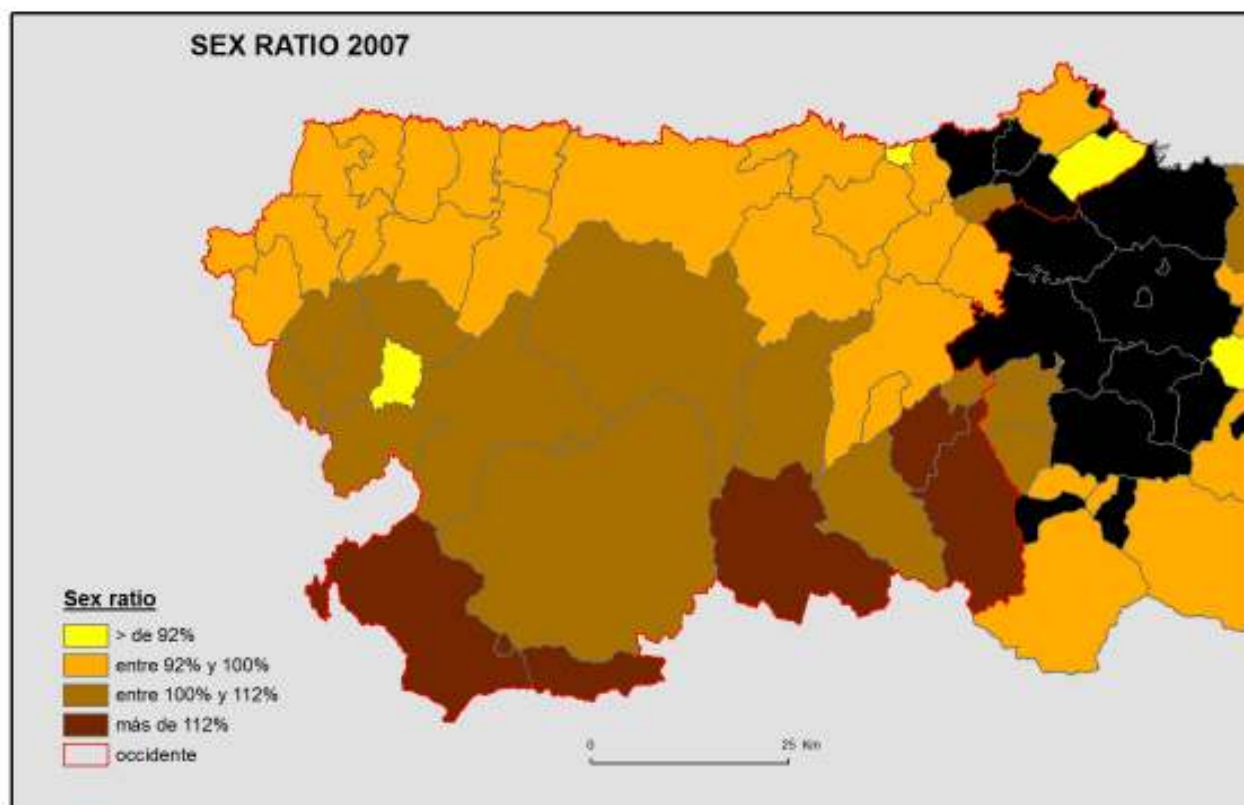 SEX RATIO 2007
Sex ratio
> de 92%
entre 92% y 100%
entre 100% y 112%
más de 112%
occidente
0 25 Km